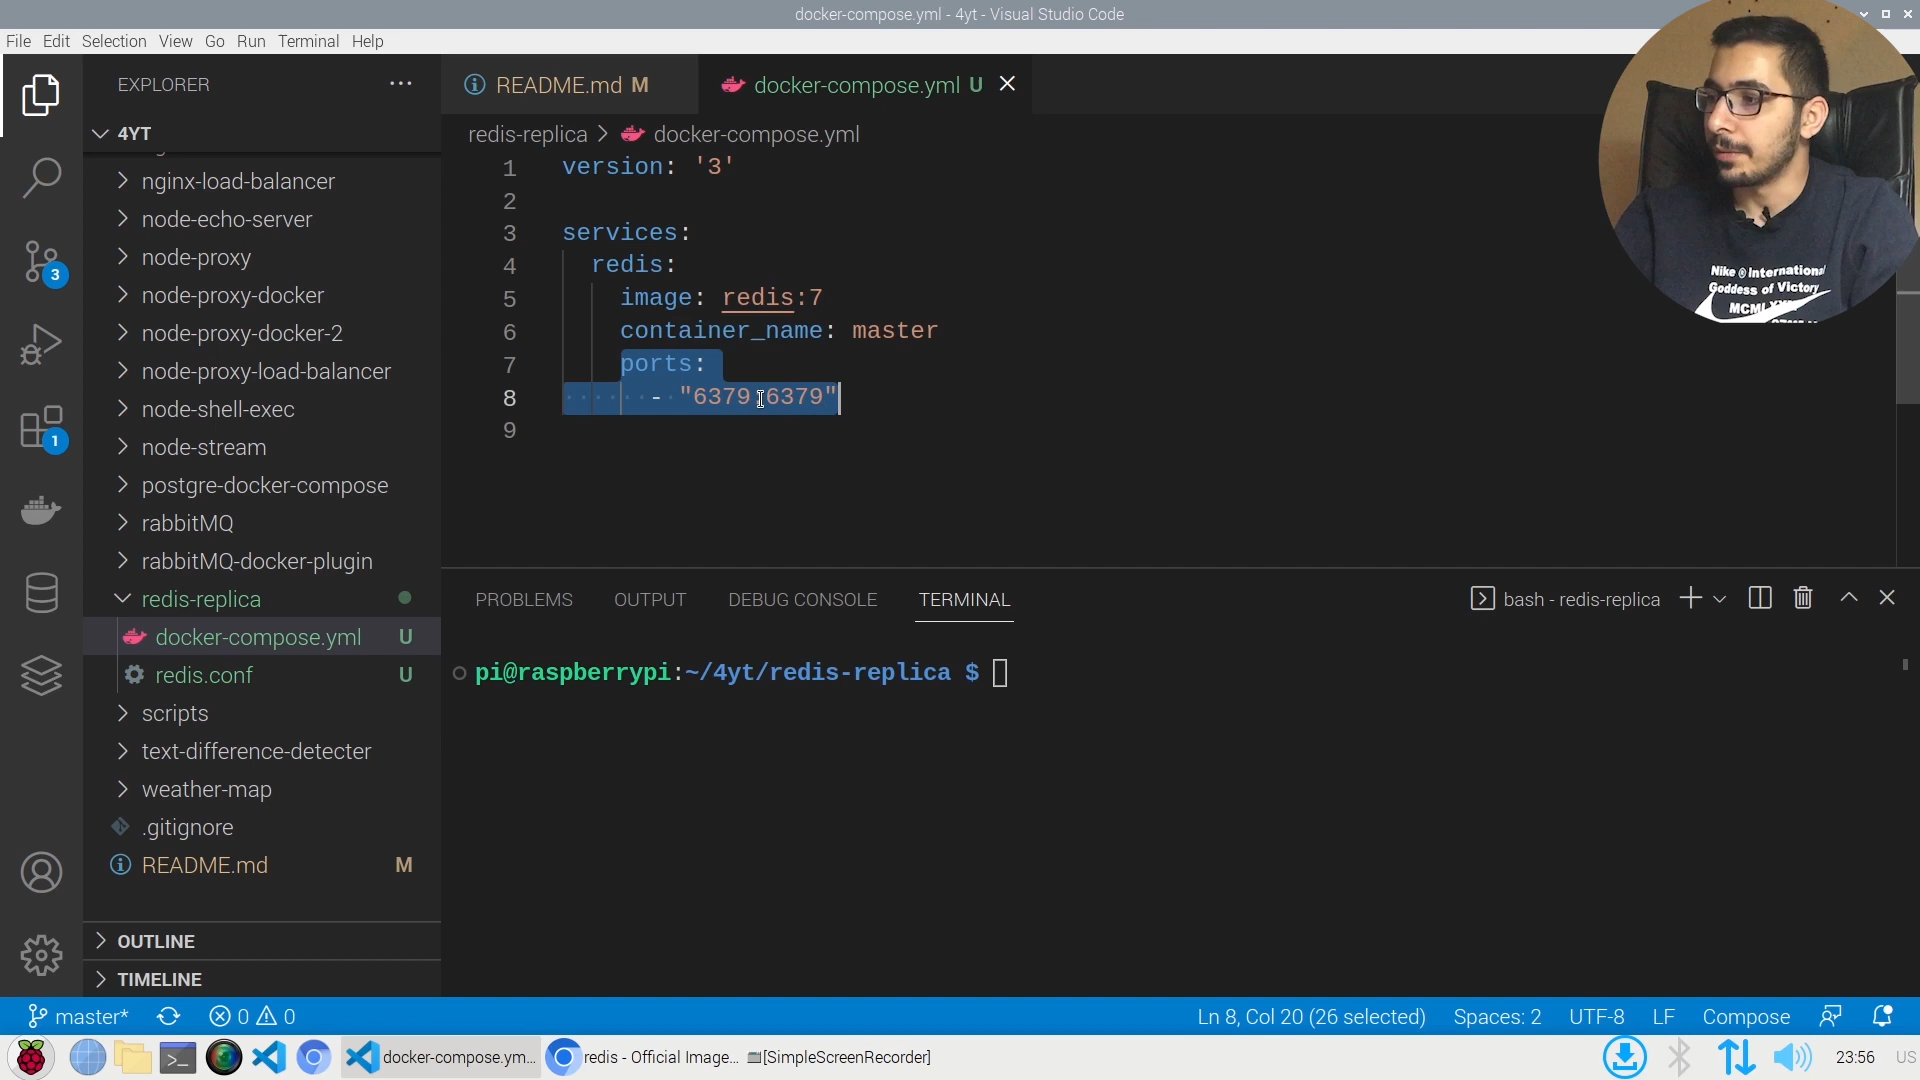 docker-compose.yml - 4yt - Visual Studio Code
File Edit Selection View Go Run Terminal Help
EXPLORER
4YT
nginx-load-balancer
node-echo-server
node-proxy
node-proxy-docker
node-proxy-docker-2
node-proxy-load-balancer
node-shell-exec
node-stream
postgre-docker-compose
rabbitMQ
rabbitMQ-docker-plugin
redis-replica
docker-compose.yml U
redis.conf U
scripts
text-difference-detecter
weather-map
.gitignore
README.md M
OUTLINE
TIMELINE
3
1
README.md M
docker-compose.yml U
redis-replica > docker-compose.yml
1 version: '3'
2
3 services:
4 redis:
5 image: redis:7
6 container_name: master
7 ports:
8 - "6379:6379"
9
Nike ® International
Goddess of Victory
PROBLEMS OUTPUT DEBUG CONSOLE TERMINAL
bash - redis-replica
pi@raspberrypi:~/4yt/redis-replica $
master* 0 0
Ln 8, Col 20 (26 selected) Spaces: 2 UTF-8 LF Compose
docker-compose.ym... redis - Official Image... [SimpleScreenRecorder]
23:56 US